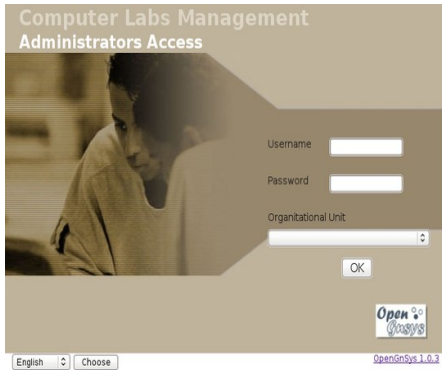 Computer Labs Management
Administrators Access
Username
Password
Organitational Unit
OK
Open
Gnsys
English Choose
OpenGnSys 1.0.3